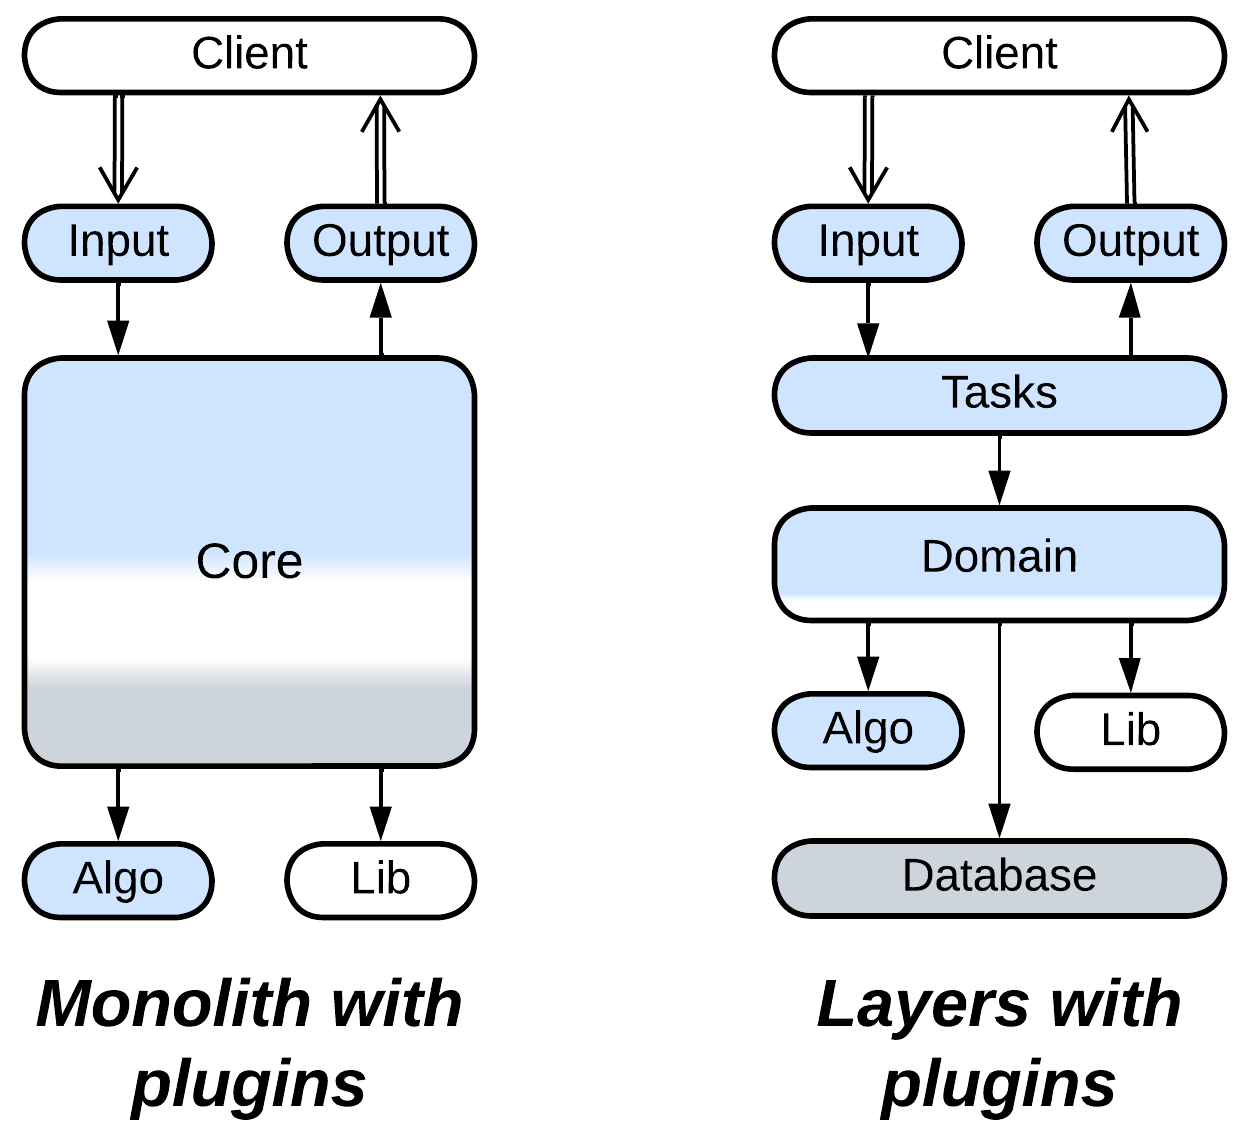 Client
Client
Input
Output
Input
Output
Tasks
Core
Domain
Algo
Lib
Algo
Lib
Database
Monolith with
plugins
Layers with
plugins